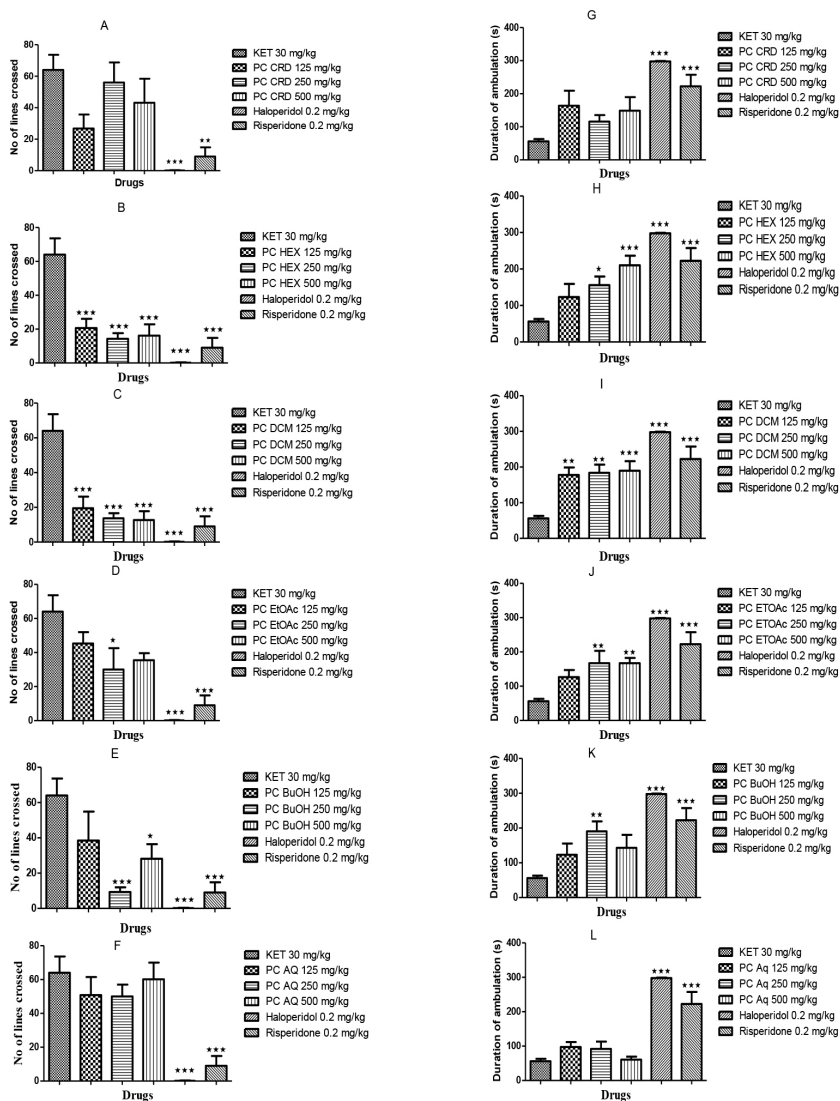 A
No of lines crossed
80
60
40
20
0
*** **
Drugs
KET 30 mg/kg
PC CRD 125 mg/kg
PC CRD 250 mg/kg
PC CRD 500 mg/kg
Haloperidol 0.2 mg/kg
Risperidone 0.2 mg/kg
B
No of lines crossed
80
60
40
20
0
*** *** *** *** ***
Drugs
KET 30 mg/kg
PC HEX 125 mg/kg
PC HEX 250 mg/kg
PC HEX 500 mg/kg
Haloperidol 0.2 mg/kg
Risperidone 0.2 mg/kg
C
No of lines crossed
80
60
40
20
0
*** *** *** *** ***
Drugs
KET 30 mg/kg
PC DCM 125 mg/kg
PC DCM 250 mg/kg
PC DCM 500 mg/kg
Haloperidol 0.2 mg/kg
Risperidone 0.2 mg/kg
D
No of lines crossed
80
60
40
20
0
* *** ***
Drugs
KET 30 mg/kg
PC EtOAc 125 mg/kg
PC EtOAc 250 mg/kg
PC EtOAc 500 mg/kg
Haloperidol 0.2 mg/kg
Risperidone 0.2 mg/kg
E
No of lines crossed
80
60
40
20
0
*** * *** ***
Drugs
KET 30 mg/kg
PC BuOH 125 mg/kg
PC BuOH 250 mg/kg
PC BuOH 500 mg/kg
Haloperidol 0.2 mg/kg
Risperidone 0.2 mg/kg
F
No of lines crossed
80
60
40
20
0
*** ***
Drugs
KET 30 mg/kg
PC AQ 125 mg/kg
PC AQ 250 mg/kg
PC AQ 500 mg/kg
Haloperidol 0.2 mg/kg
Risperidone 0.2 mg/kg
G
Duration of ambulation (s)
400
300
200
100
0
*** ***
Drugs
KET 30 mg/kg
PC CRD 125 mg/kg
PC CRD 250 mg/kg
PC CRD 500 mg/kg
Haloperidol 0.2 mg/kg
Risperidone 0.2 mg/kg
H
Duration of ambulation (s)
400
300
200
100
0
* *** *** ***
Drugs
KET 30 mg/kg
PC HEX 125 mg/kg
PC HEX 250 mg/kg
PC HEX 500 mg/kg
Haloperidol 0.2 mg/kg
Risperidone 0.2 mg/kg
I
Duration of ambulation (s)
400
300
200
100
0
** ** *** *** ***
Drugs
KET 30 mg/kg
PC DCM 125 mg/kg
PC DCM 250 mg/kg
PC DCM 500 mg/kg
Haloperidol 0.2 mg/kg
Risperidone 0.2 mg/kg
J
Duration of ambulation (s)
400
300
200
100
0
** ** *** ***
Drugs
KET 30 mg/kg
PC ETOAc 125 mg/kg
PC ETOAc 250 mg/kg
PC ETOAc 500 mg/kg
Haloperidol 0.2 mg/kg
Risperidone 0.2 mg/kg
K
Duration of ambulation (s)
400
300
200
100
0
** *** ***
Drugs
KET 30 mg/kg
PC BuOH 125 mg/kg
PC BuOH 250 mg/kg
PC BuOH 500 mg/kg
Haloperidol 0.2 mg/kg
Risperidone 0.2 mg/kg
L
Duration of ambulation (s)
400
300
200
100
0
*** ***
Drugs
KET 30 mg/kg
PC Aq 125 mg/kg
PC Aq 250 mg/kg
PC Aq 500 mg/kg
Haloperidol 0.2 mg/kg
Risperidone 0.2 mg/kg